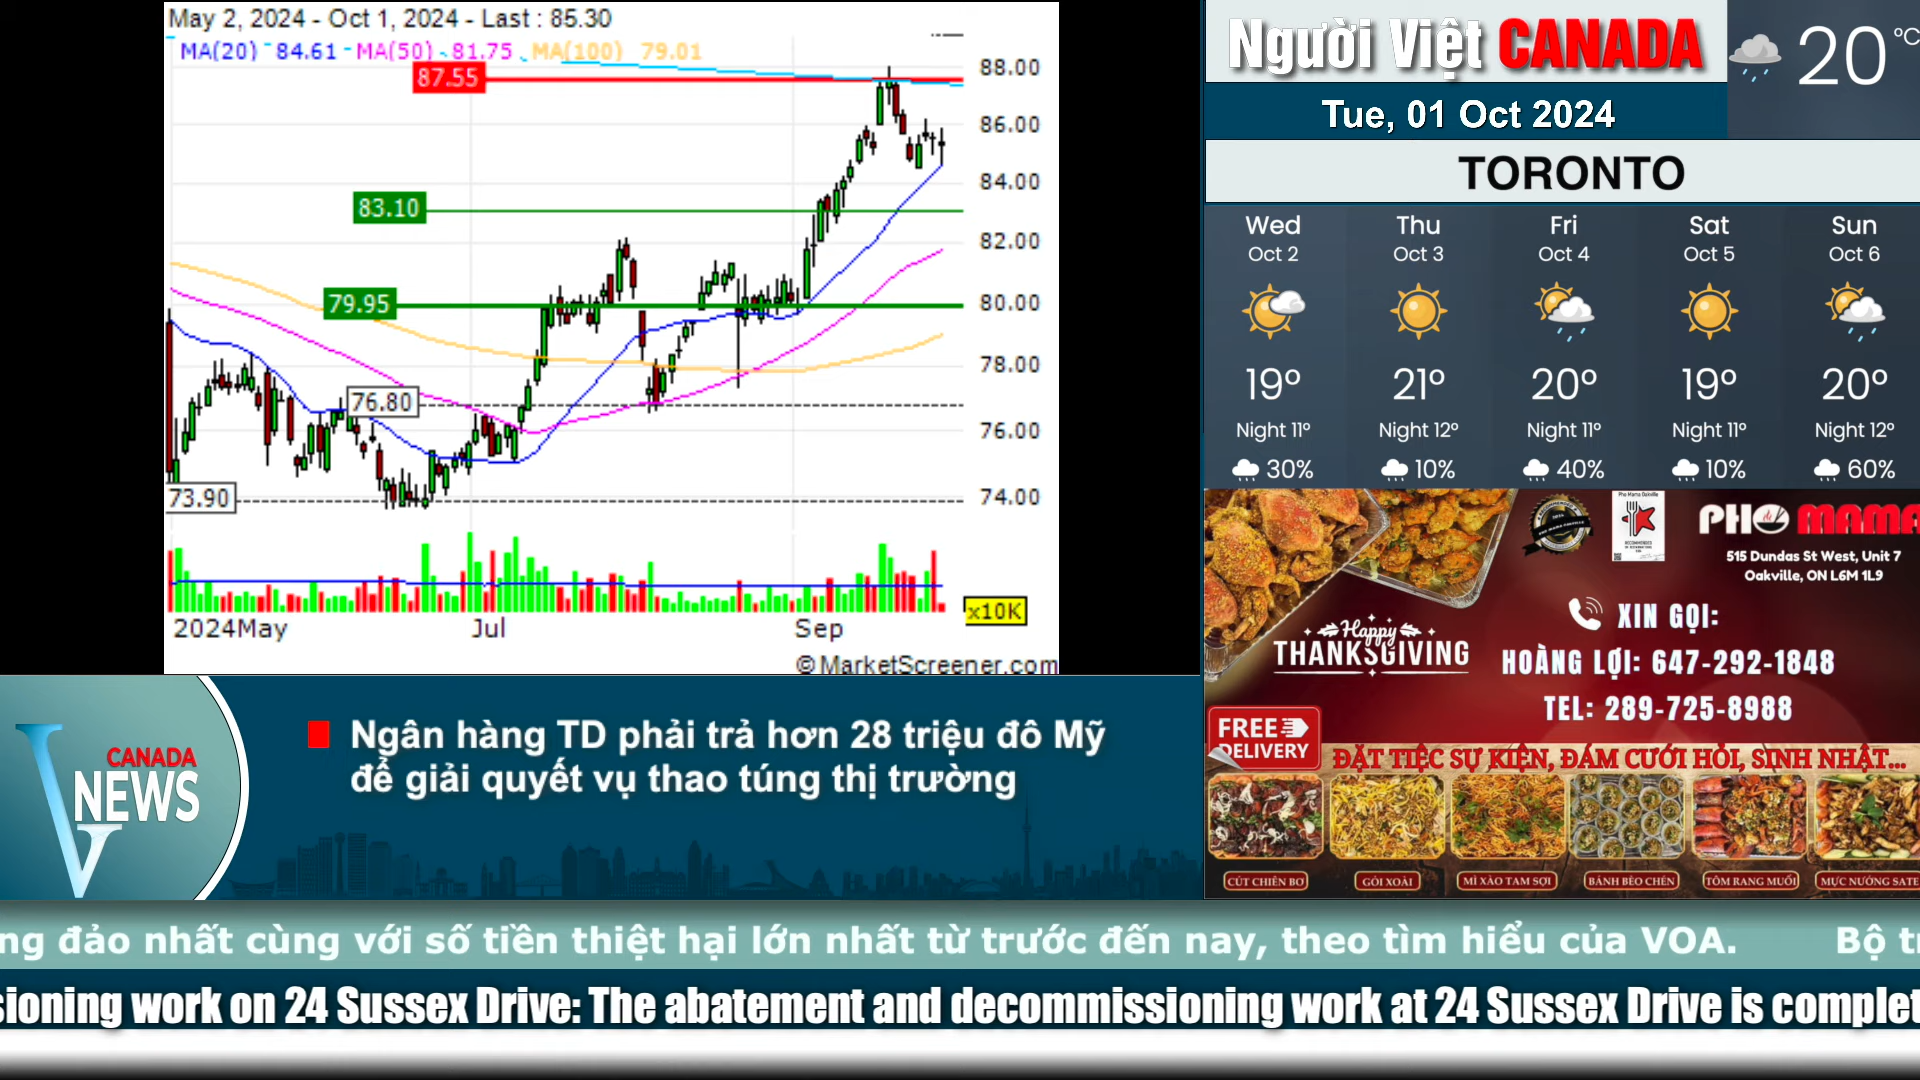 May 2, 2024 - Oct 1, 2024 - Last : 85.30
MA(20) 84.61 MA(50) 81.75 MA(100) 79.01
87.55
83.10
79.95
76.80
73.90
88.00
86.00
84.00
82.00
80.00
78.00
76.00
74.00
x10K
2024May Jul Sep
© MarketScreener.com
Người Việt CANADA
20 °C
Tue, 01 Oct 2024
TORONTO
Wed Thu Fri Sat Sun
Oct 2 Oct 3 Oct 4 Oct 5 Oct 6
19° 21° 20° 19° 20°
Night 11° Night 12° Night 11° Night 11° Night 12°
30% 10% 40% 10% 60%
PHO MAMA
515 Dundas St West, Unit 7
Oakville, ON L6M 1L9
Happy
THANKSGIVING
XIN GỌI:
HOÀNG LỢI: 647-292-1848
TEL: 289-725-8988
FREE
DELIVERY
ĐẶT TIỆC SỰ KIỆN, ĐÁM CƯỚI HỎI, SINH NHẬT...
CÚT CHIÊN BƠ
GỎI XOÀI
MÌ XÀO TAM SỢI
BÁNH BÈO CHÉN
TÔM RANG MUỐI
MỰC NƯỚNG SATE
CANADA
V NEWS
Ngân hàng TD phải trả hơn 28 triệu đô Mỹ
để giải quyết vụ thao túng thị trường
ng đảo nhất cùng với số tiền thiệt hại lớn nhất từ trước đến nay, theo tìm hiểu của VOA. Bộ tr
sioning work on 24 Sussex Drive: The abatement and decommissioning work at 24 Sussex Drive is complet